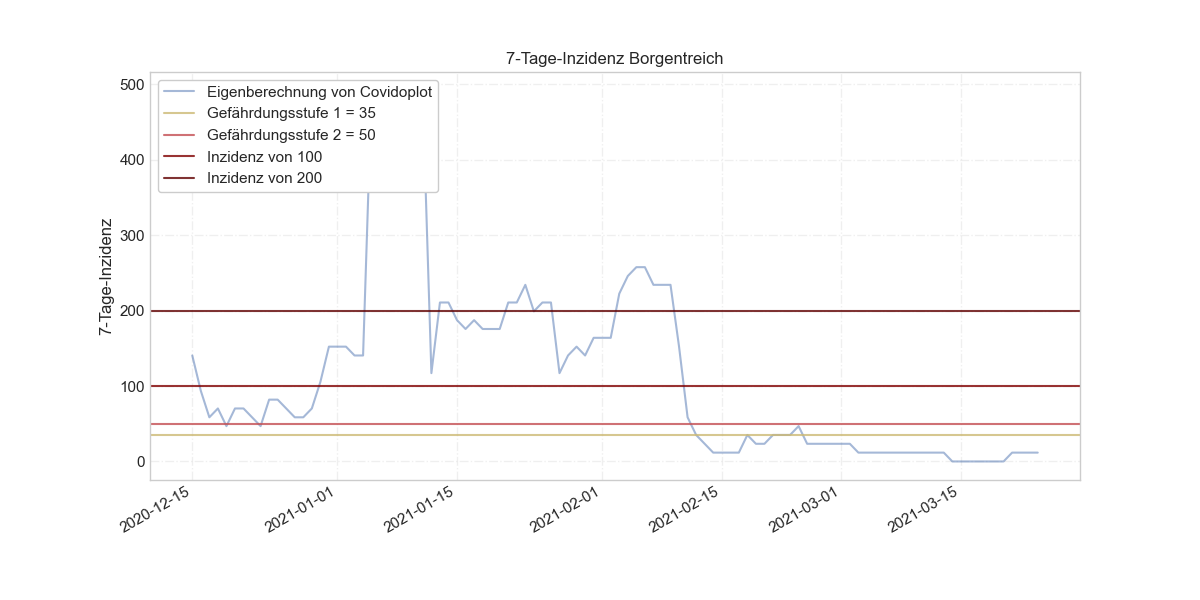 7-Tage-Inzidenz Borgentreich
500
400
300
200
100
0
7-Tage-Inzidenz
Eigenberechnung von Covidoplot
Gefährdungsstufe 1 = 35
Gefährdungsstufe 2 = 50
Inzidenz von 100
Inzidenz von 200
2020-12-15
2021-01-01
2021-01-15
2021-02-01
2021-02-15
2021-03-01
2021-03-15